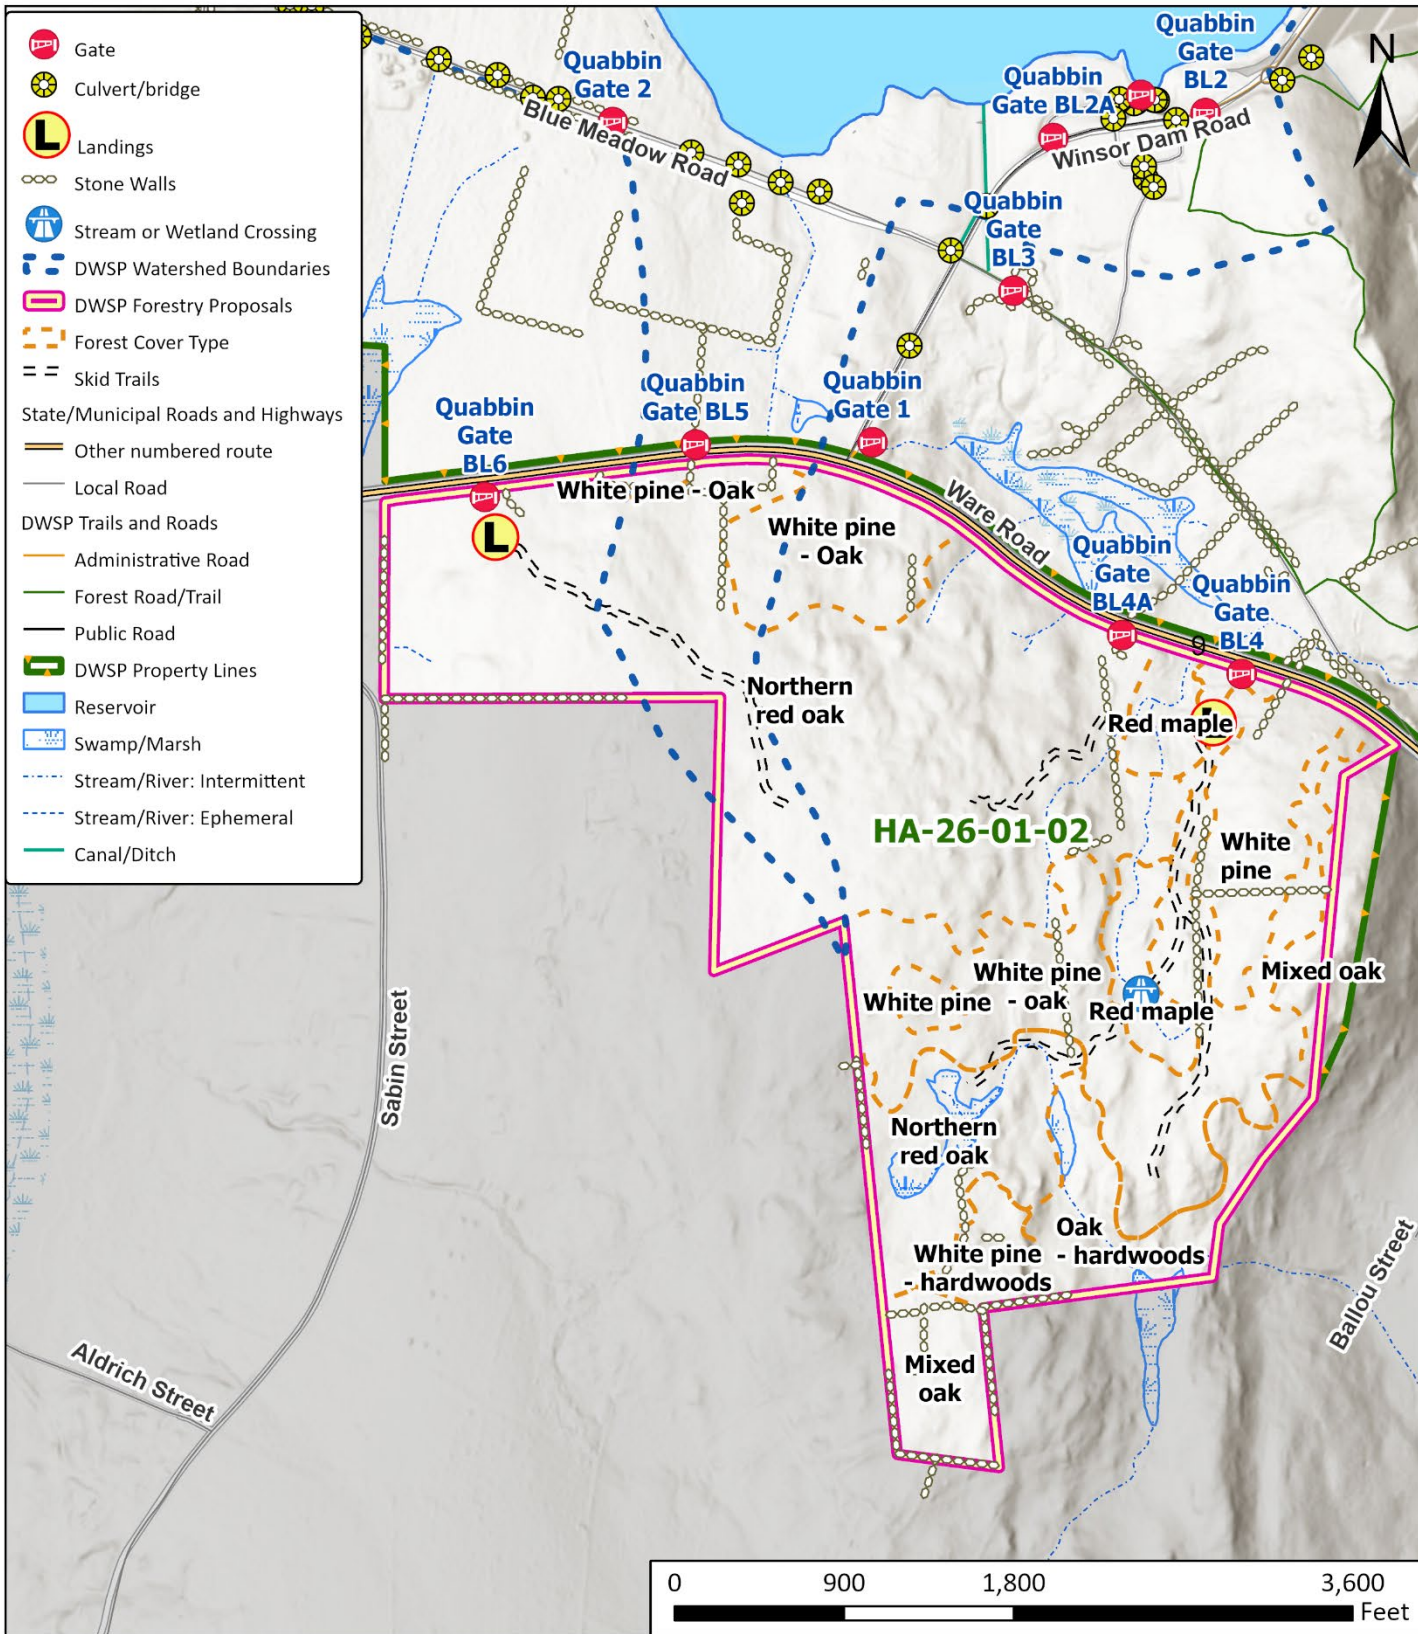 Gate
Culvert/bridge
L
Landings
Stone Walls
Stream or Wetland Crossing
DWSP Watershed Boundaries
DWSP Forestry Proposals
Forest Cover Type
Skid Trails
State/Municipal Roads and Highways
Other numbered route
Local Road
DWSP Trails and Roads
Administrative Road
Forest Road/Trail
Public Road
DWSP Property Lines
Reservoir
Swamp/Marsh
Stream/River: Intermittent
Stream/River: Ephemeral
Canal/Ditch
Quabbin
Gate 2
Blue Meadow Road
Quabbin
Gate BL2A
Quabbin
Gate
BL2
N
Winsor Dam Road
Quabbin
Gate
BL3
Quabbin
Gate
BL6
Quabbin
Gate BL5
Quabbin
Gate 1
Ware Road
Quabbin
Gate
BL4A
Quabbin
Gate
BL4
9
L
White pine - Oak
White pine
- Oak
Northern
red oak
Red maple
L
HA-26-01-02
White
pine
White pine
White pine
- oak
Red maple
Mixed oak
Northern
red oak
Oak
- hardwoods
White pine
- hardwoods
Mixed
oak
Sabin Street
Aldrich Street
Ballou Street
0
900
1,800
3,600
Feet